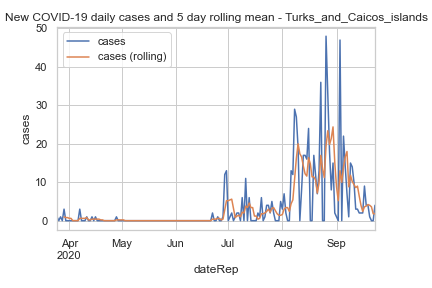 New COVID-19 daily cases and 5 day rolling mean - Turks_and_Caicos_islands
cases
cases (rolling)
50
40
30
20
10
0
cases
Apr May Jun Jul Aug Sep
2020
dateRep